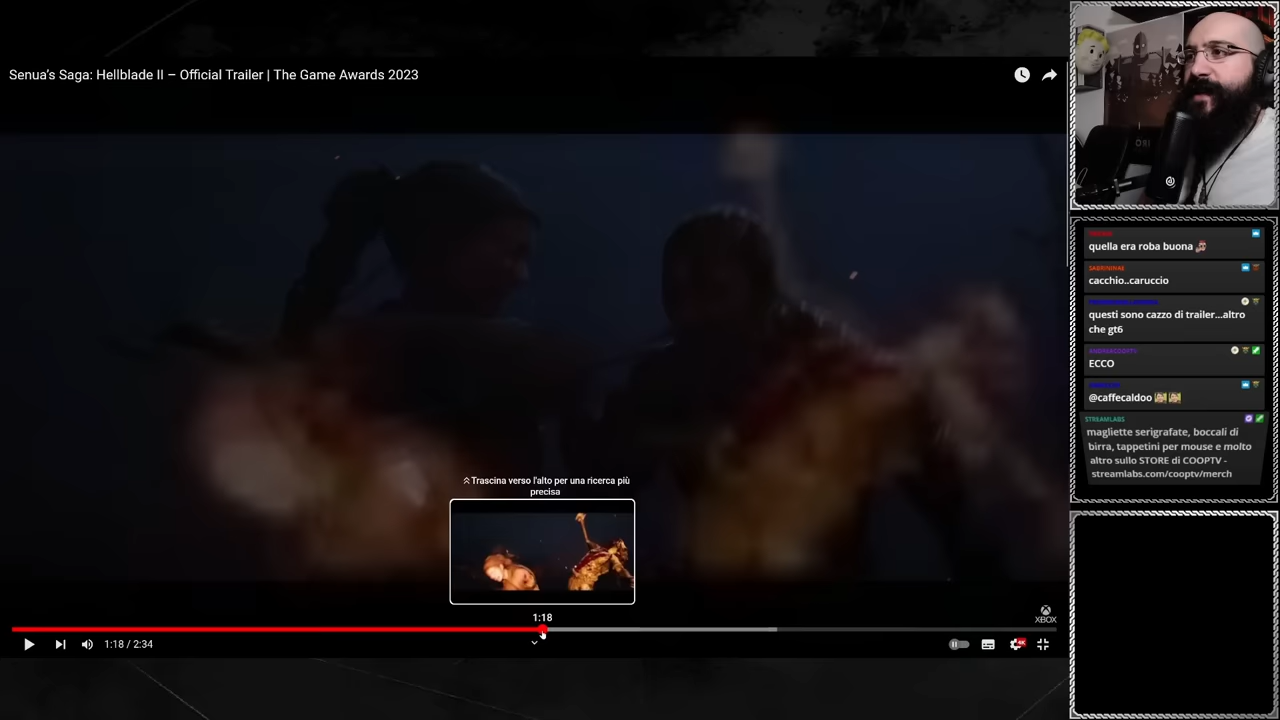 Senua's Saga: Hellblade II – Official Trailer | The Game Awards 2023
Trascina verso l'alto per una ricerca più
precisa
1:18
XBOX
1:18 / 2:34
4K
quella era roba buona
SABRININAE
cacchio..caruccio
questi sono cazzo di trailer...altro
che gt6
ECCO
@caffecaldoo
STREAMLABS
magliette serigrafate, boccali di
birra, tappetini per mouse e molto
altro sullo STORE di COOPTV -
streamlabs.com/cooptv/merch